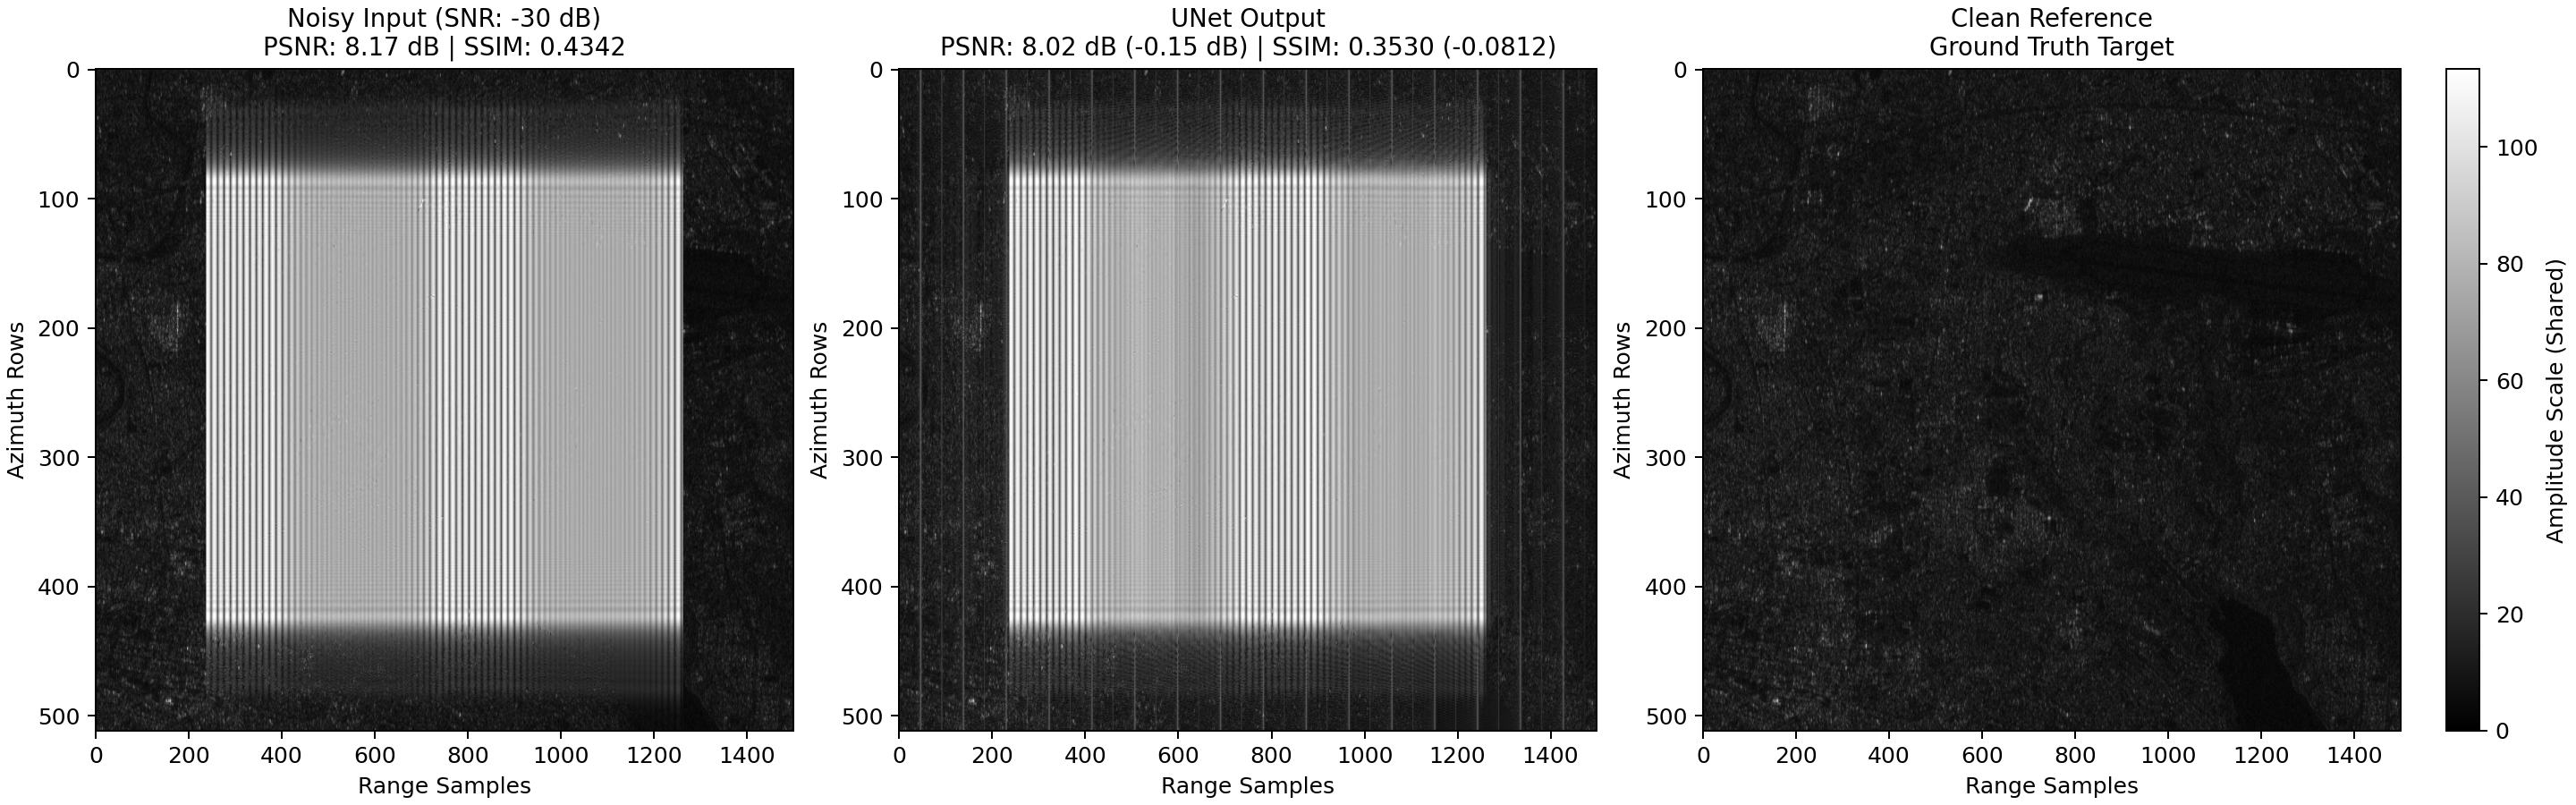 Noisy Input (SNR: -30 dB)
PSNR: 8.17 dB | SSIM: 0.4342
0
100
200
300
400
500
Azimuth Rows
0 200 400 600 800 1000 1200 1400
Range Samples
UNet Output
PSNR: 8.02 dB (-0.15 dB) | SSIM: 0.3530 (-0.0812)
0
100
200
300
400
500
Azimuth Rows
0 200 400 600 800 1000 1200 1400
Range Samples
Clean Reference
Ground Truth Target
0
100
200
300
400
500
Azimuth Rows
0 200 400 600 800 1000 1200 1400
Range Samples
100
80
60
40
20
0
Amplitude Scale (Shared)